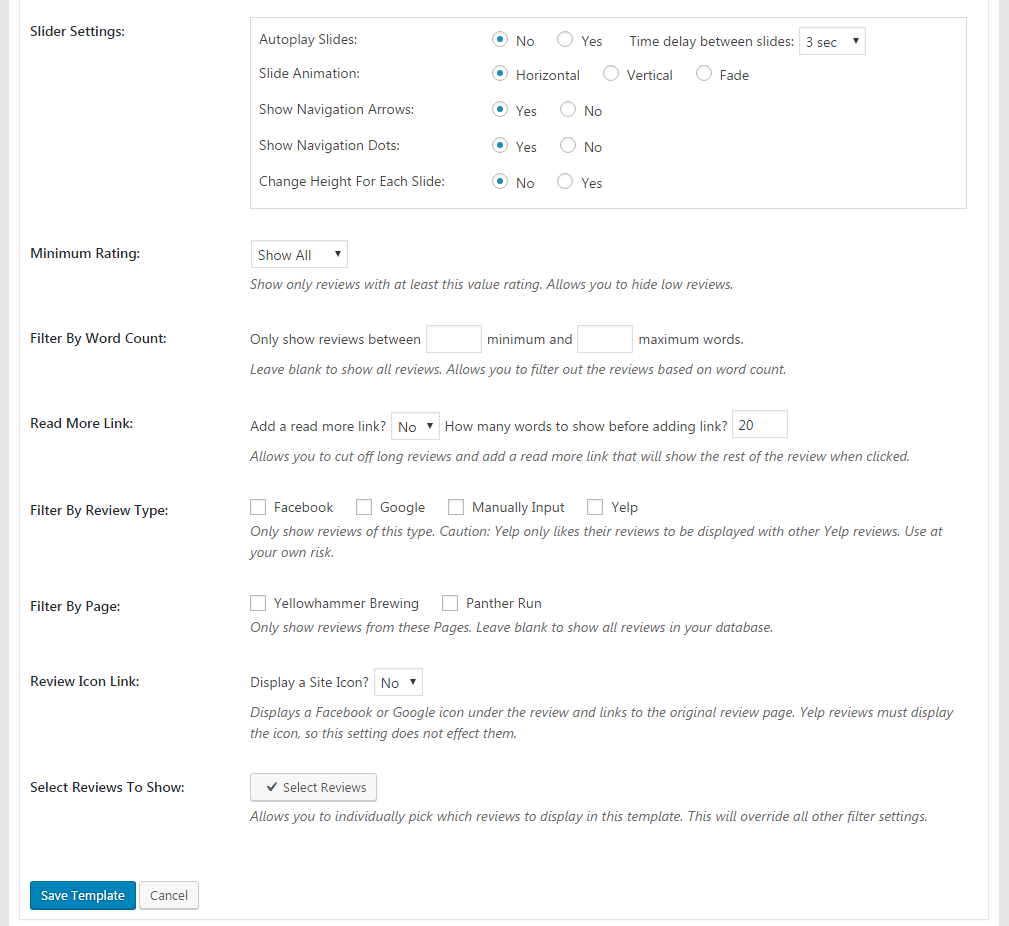 Slider Settings:
Autoplay Slides: No Yes Time delay between slides: 3 sec
Slide Animation: Horizontal Vertical Fade
Show Navigation Arrows: Yes No
Show Navigation Dots: Yes No
Change Height For Each Slide: No Yes
Minimum Rating: Show All
Show only reviews with at least this value rating. Allows you to hide low reviews.
Filter By Word Count: Only show reviews between minimum and maximum words.
Leave blank to show all reviews. Allows you to filter out the reviews based on word count.
Read More Link: Add a read more link? No How many words to show before adding link? 20
Allows you to cut off long reviews and add a read more link that will show the rest of the review when clicked.
Filter By Review Type: Facebook Google Manually Input Yelp
Only show reviews of this type. Caution: Yelp only likes their reviews to be displayed with other Yelp reviews. Use at
your own risk.
Filter By Page: Yellowhammer Brewing Panther Run
Only show reviews from these Pages. Leave blank to show all reviews in your database.
Review Icon Link: Display a Site Icon? No
Displays a Facebook or Google icon under the review and links to the original review page. Yelp reviews must display
the icon, so this setting does not effect them.
Select Reviews To Show: Select Reviews
Allows you to individually pick which reviews to display in this template. This will override all other filter settings.
Save Template Cancel